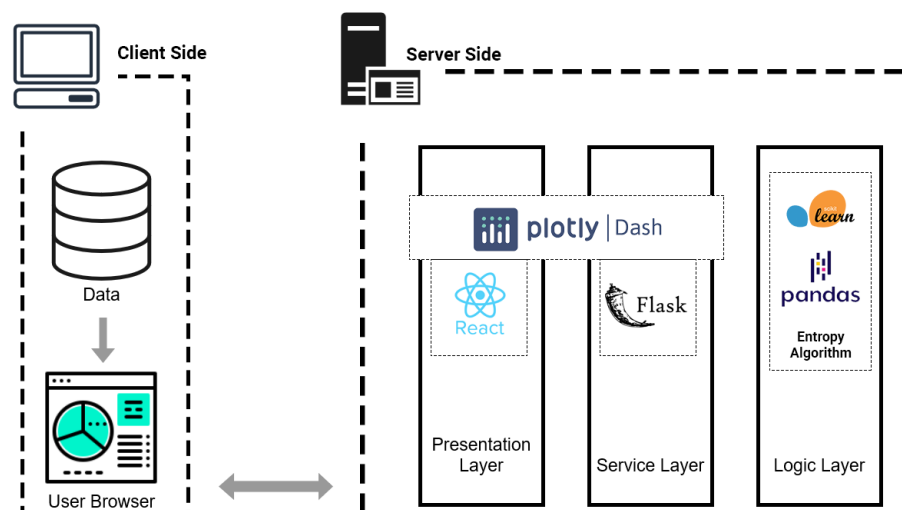 Client Side
Server Side
Data
User Browser
plotly | Dash
React
Flask
learn
pandas
Entropy
Algorithm
Presentation
Layer
Service Layer
Logic Layer